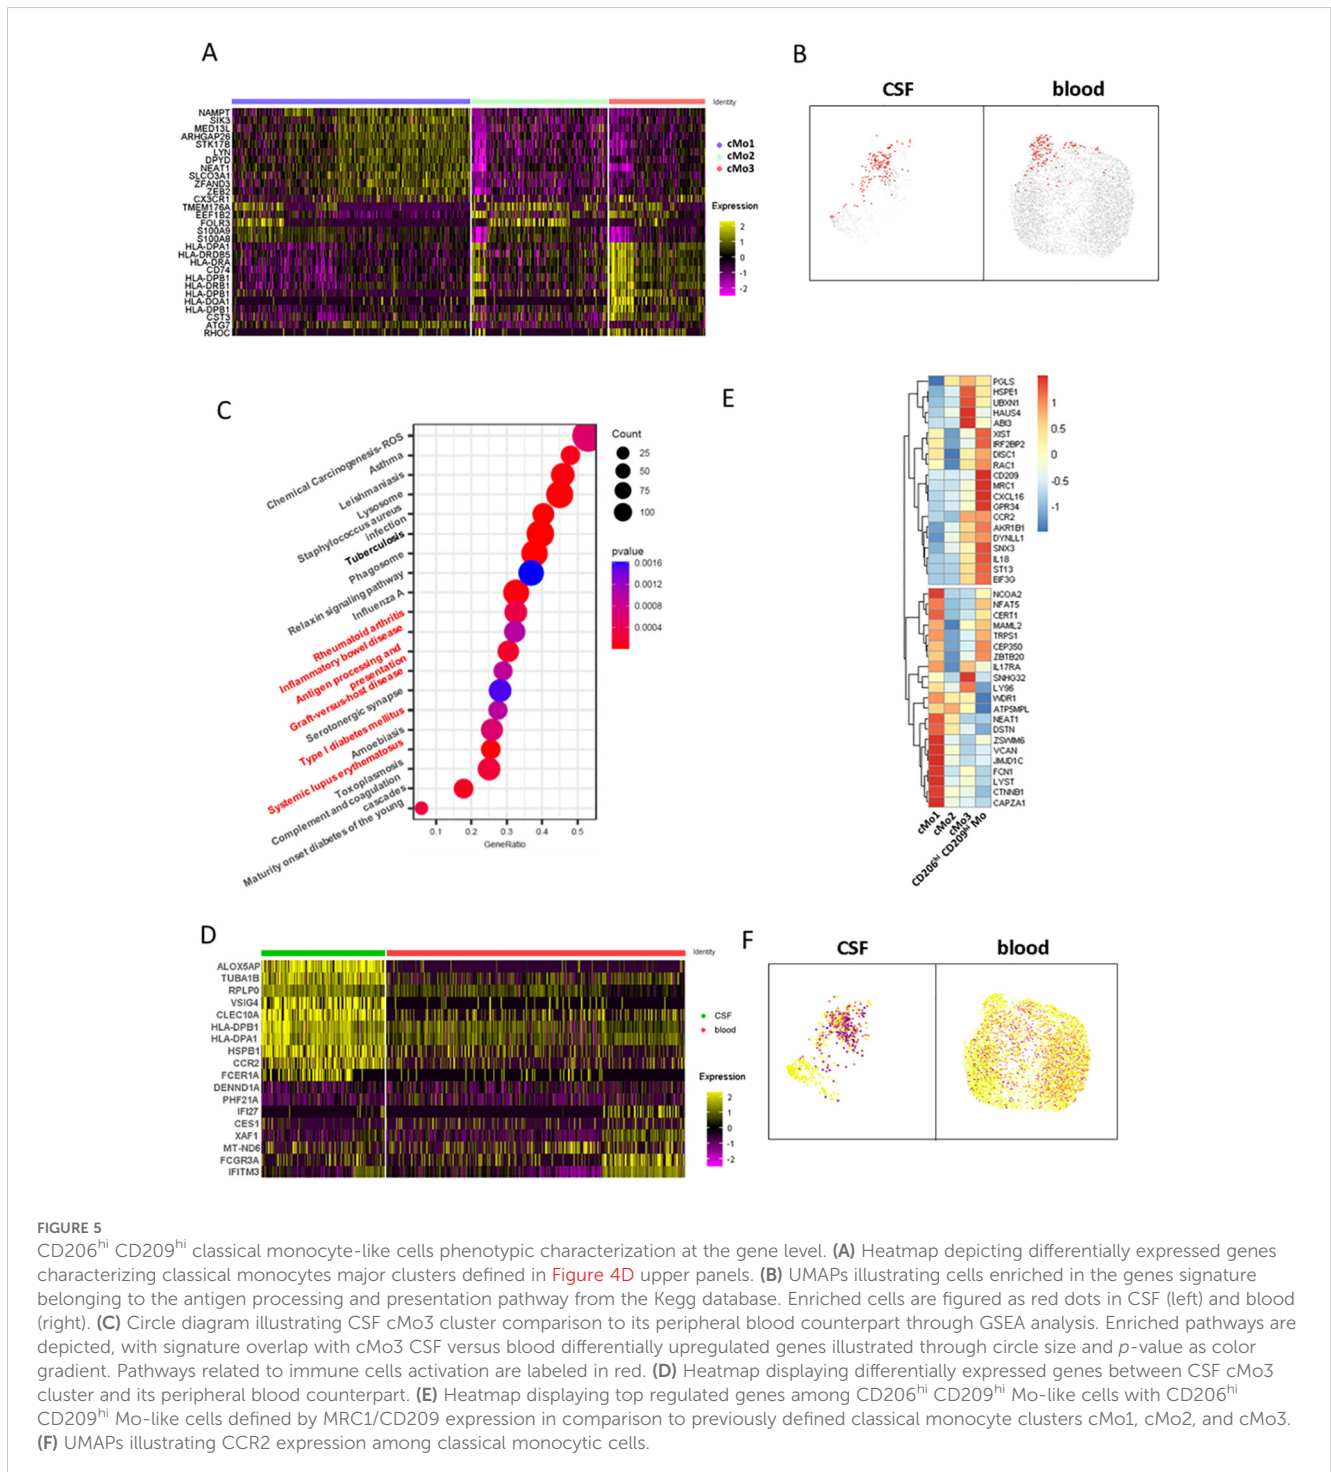 A
Identity
NAMPT
SIK3
MED13L
ARHGAP26
STK17B
LYN
DPYD
NEAT1
SLCO3A1
ZFAND3
ZEB2
CX3CR1
TMEM176A
EEF1B2
FOLR3
S100A9
S100A8
HLA-DPA1
HLA-DRDB5
HLA-DRA
CD74
HLA-DPB1
HLA-DRB1
HLA-DPB1
HLA-DQA1
HLA-DPB1
CST3
ATG7
RHOC
cMo1
cMo2
cMo3
Expression
2
1
0
-1
-2
B
CSF
blood
C
Chemical Carcinogenesis-ROS
Asthma
Leishmaniasis
Lysosome
Staphylococcus aureus
infection
Tuberculosis
Phagosome
Relaxin signaling pathway
Influenza A
Rheumatoid arthritis
Inflammatory bowel disease
Antigen processing and
presentation
Graft-versus-host disease
Serotonergic synapse
Type I diabetes mellitus
Amoebiasis
Systemic lupus erythematosus
Toxoplasmosis
Complement and coagulation
cascades
Maturity onset diabetes of the young
0.1 0.2 0.3 0.4 0.5
GeneRatio
Count
25
50
75
100
pvalue
0.0016
0.0012
0.0008
0.0004
E
PGLS
HSPE1
UBXN1
HAUS4
ABI3
XIST
IRF2BP2
DISC1
RAC1
CD209
MRC1
CXCL16
GPR34
CCR2
AKR1B1
DYNLL1
SNX3
IL18
ST13
EIF3G
NCOA2
NFAT5
CERT1
MAML2
TRPS1
CEP350
ZBTB20
IL17RA
SNHG32
LY96
WDR1
ATP5MPL
NEAT1
DSTN
ZSWIM6
VCAN
JMJD1C
FCN1
LYST
CTNNB1
CAPZA1
1
0.5
0
-0.5
-1
cMo1
cMo2
cMo3
CD206hi CD209hi Mo
D
Identity
ALOX5AP
TUBA1B
RPLP0
VSIG4
CLEC10A
HLA-DPB1
HLA-DPA1
HSPB1
CCR2
FCER1A
DENND1A
PHF21A
IFI27
CES1
XAF1
MT-ND6
FCGR3A
IFITM3
CSF
blood
Expression
2
1
0
-1
-2
F
CSF
blood
FIGURE 5
CD206hi CD209hi classical monocyte-like cells phenotypic characterization at the gene level. (A) Heatmap depicting differentially expressed genes
characterizing classical monocytes major clusters defined in Figure 4D upper panels. (B) UMAPs illustrating cells enriched in the genes signature
belonging to the antigen processing and presentation pathway from the Kegg database. Enriched cells are figured as red dots in CSF (left) and blood
(right). (C) Circle diagram illustrating CSF cMo3 cluster comparison to its peripheral blood counterpart through GSEA analysis. Enriched pathways are
depicted, with signature overlap with cMo3 CSF versus blood differentially upregulated genes illustrated through circle size and p-value as color
gradient. Pathways related to immune cells activation are labeled in red. (D) Heatmap displaying differentially expressed genes between CSF cMo3
cluster and its peripheral blood counterpart. (E) Heatmap displaying top regulated genes among CD206hi CD209hi Mo-like cells with CD206hi
CD209hi Mo-like cells defined by MRC1/CD209 expression in comparison to previously defined classical monocyte clusters cMo1, cMo2, and cMo3.
(F) UMAPs illustrating CCR2 expression among classical monocytic cells.